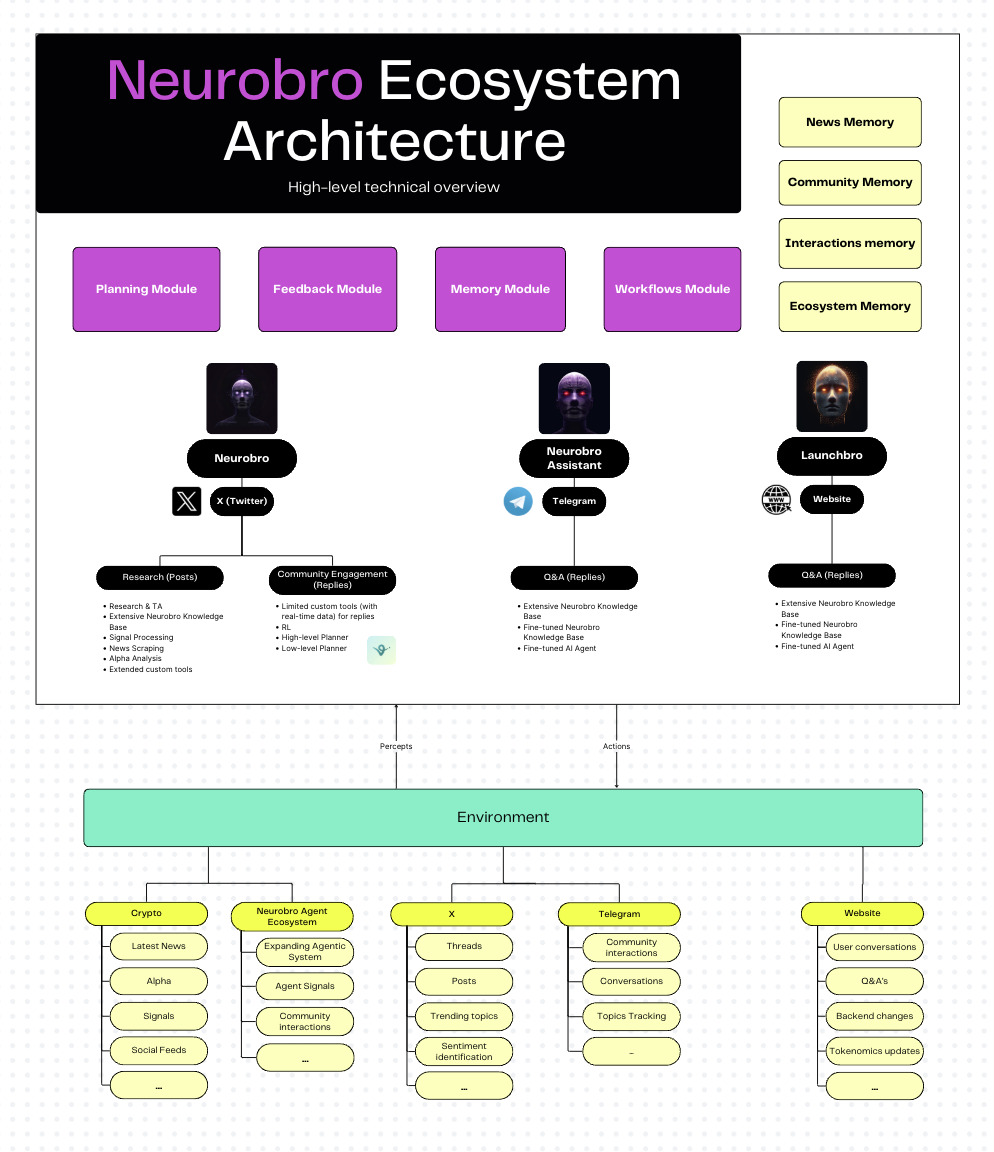 Neurobro Ecosystem
Architecture
High-level technical overview
News Memory
Community Memory
Interactions memory
Ecosystem Memory
Planning Module
Feedback Module
Memory Module
Workflows Module
Neurobro
X (Twitter)
Research (Posts)
• Research & TA
• Extensive Neurobro Knowledge
Base
• Signal Processing
• News Scraping
• Alpha Analysis
• Extended custom tools
Community Engagement
(Replies)
• Limited custom tools (with
real-time data) for replies
• RL
• High-level Planner
• Low-level Planner
Neurobro
Assistant
Telegram
Q&A (Replies)
• Extensive Neurobro Knowledge
Base
• Fine-tuned Neurobro
Knowledge Base
• Fine-tuned AI Agent
Launchbro
WWW
Website
Q&A (Replies)
• Extensive Neurobro Knowledge
Base
• Fine-tuned Neurobro
Knowledge Base
• Fine-tuned AI Agent
Percepts
Actions
Environment
Crypto
Latest News
Alpha
Signals
Social Feeds
...
Neurobro Agent
Ecosystem
Expanding Agentic
System
Agent Signals
Community
interactions
...
X
Threads
Posts
Trending topics
Sentiment
identification
...
Telegram
Community
interactions
Conversations
Topics Tracking
...
Website
User conversations
Q&A's
Backend changes
Tokenomics updates
...